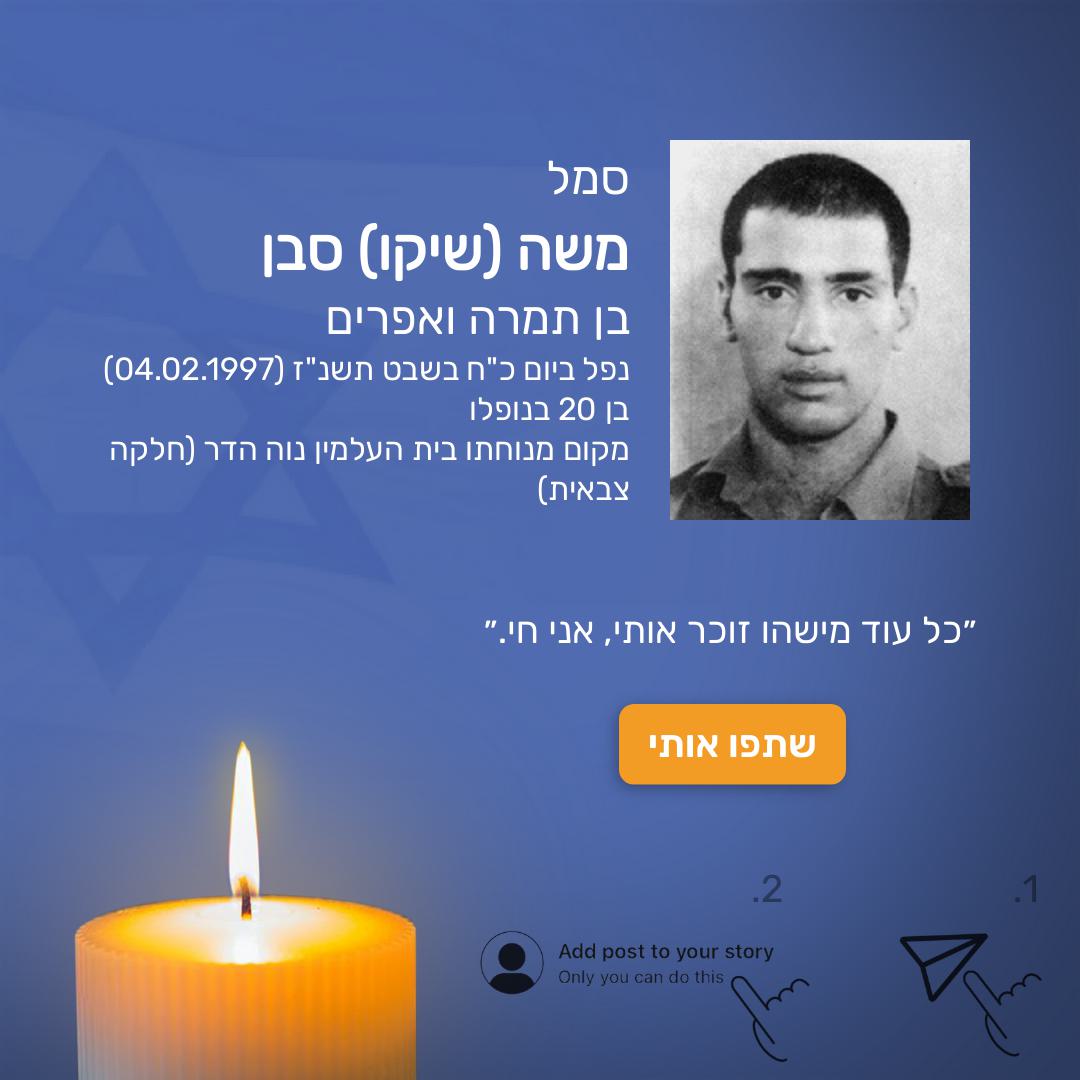 סמל
משה (שיקו) סבן
בן תמרה ואפרים
נפל ביום כ"ח בשבט תשנ"ז (04.02.1997)
בן 20 בנופלו
מקום מנוחתו בית העלמין נוה הדר (חלקה
צבאית)
״כל עוד מישהו זוכר אותי, אני חי.״
שתפו אותי
1.
2.
Add post to your story
Only you can do this